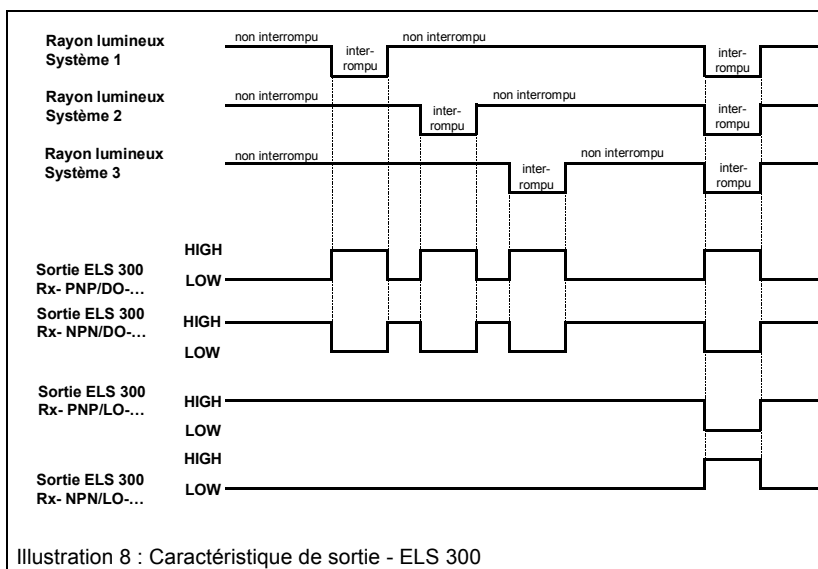 Rayon lumineux
Système 1
non interrompu
inter-
rompu
non interrompu
inter-
rompu
Rayon lumineux
Système 2
non interrompu
inter-
rompu
non interrompu
inter-
rompu
Rayon lumineux
Système 3
non interrompu
inter-
rompu
non interrompu
inter-
rompu
Sortie ELS 300
Rx- PNP/DO-…
HIGH
LOW
Sortie ELS 300
Rx- NPN/DO-…
HIGH
LOW
Sortie ELS 300
Rx- PNP/LO-…
HIGH
LOW
Sortie ELS 300
Rx- NPN/LO-…
HIGH
LOW
Illustration 8 : Caractéristique de sortie - ELS 300